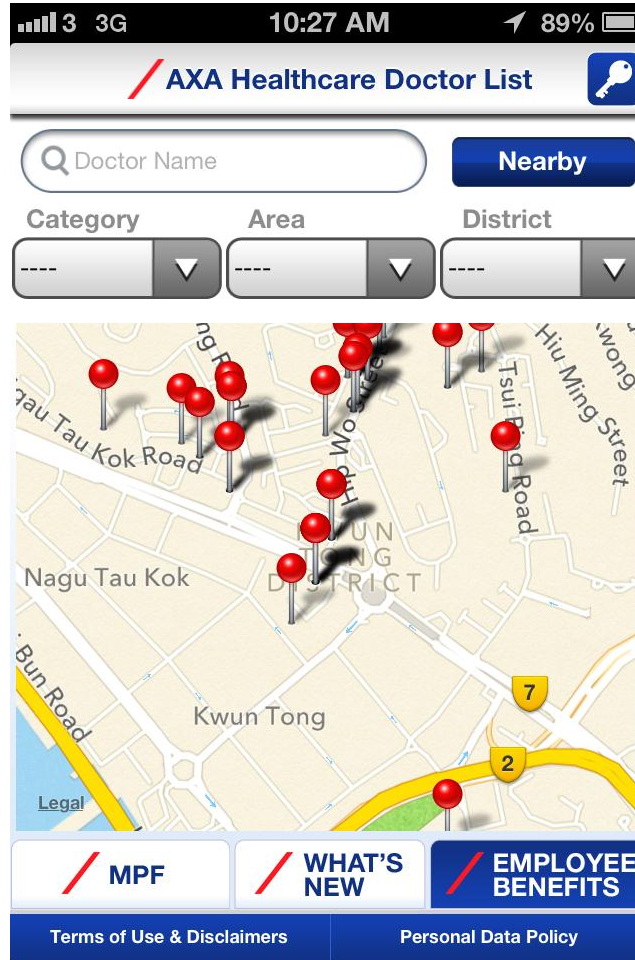 3 3G 10:27 AM 89%
AXA Healthcare Doctor List
Doctor Name
Nearby
Category Area District
---- ---- ----
Hiu Ming Street
Kwong
Tsui Ping Road
Hip Wo Street
gau Tau Kok Road
KWUN
TONG
DISTRICT
Nagu Tau Kok
Bun Road
Kwun Tong
7
2
Legal
MPF
WHAT'S
NEW
EMPLOYEE
BENEFITS
Terms of Use & Disclaimers
Personal Data Policy